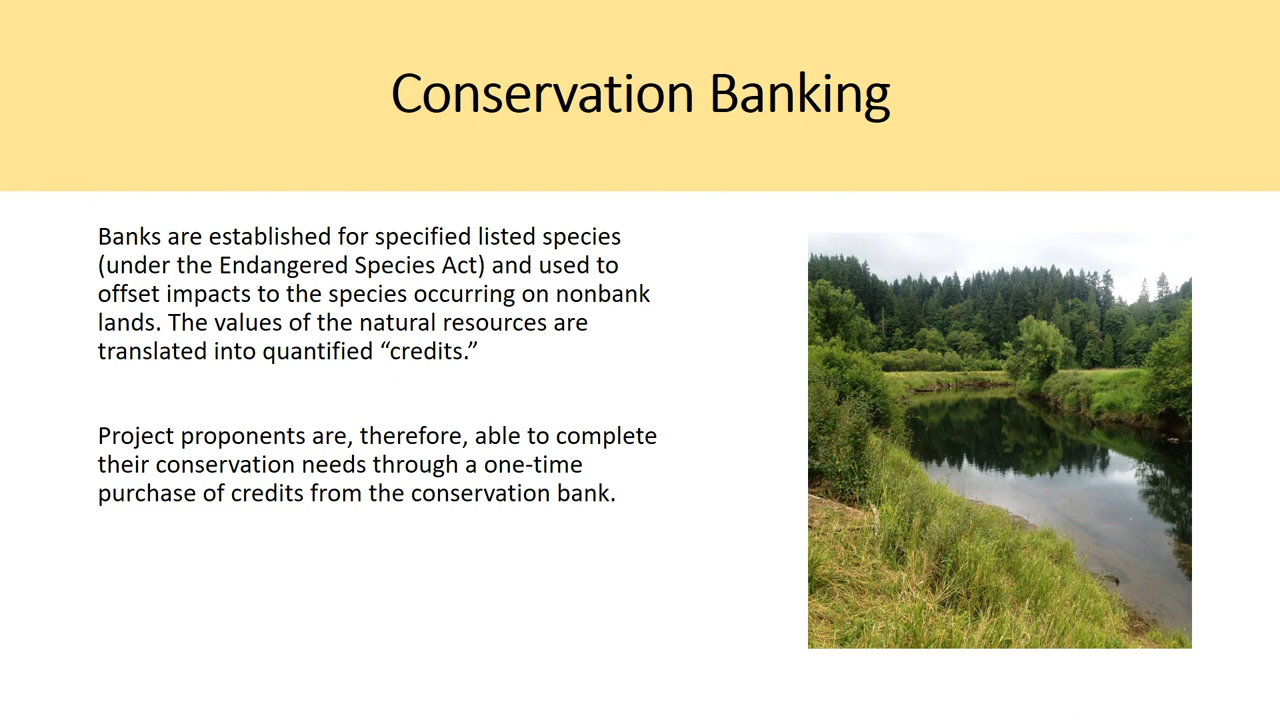 Conservation Banking
Banks are established for specified listed species
(under the Endangered Species Act) and used to
offset impacts to the species occurring on nonbank
lands. The values of the natural resources are
translated into quantified “credits.”
Project proponents are, therefore, able to complete
their conservation needs through a one-time
purchase of credits from the conservation bank.